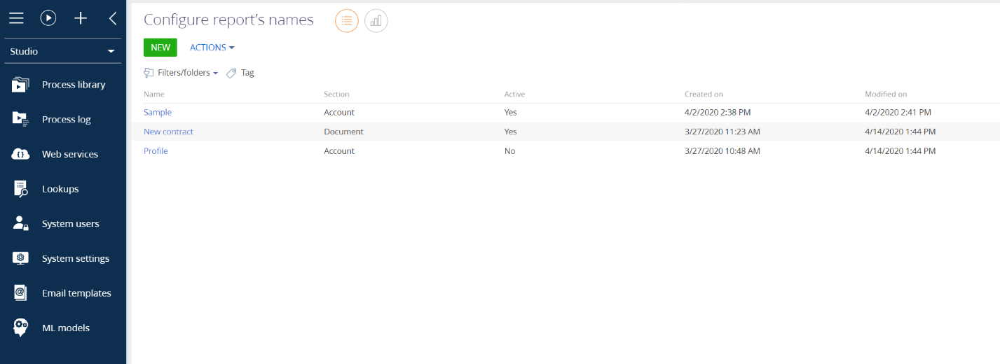 Configure report's names
NEW ACTIONS
Studio
Filters/folders Tag
Process library
Process log
Web services
Lookups
System users
System settings
Email templates
ML models
Name Section Active Created on Modified on
Sample Account Yes 4/2/2020 2:38 PM 4/2/2020 2:41 PM
New contract Document Yes 3/27/2020 11:23 AM 4/14/2020 1:44 PM
Profile Account No 3/27/2020 10:48 AM 4/14/2020 1:44 PM